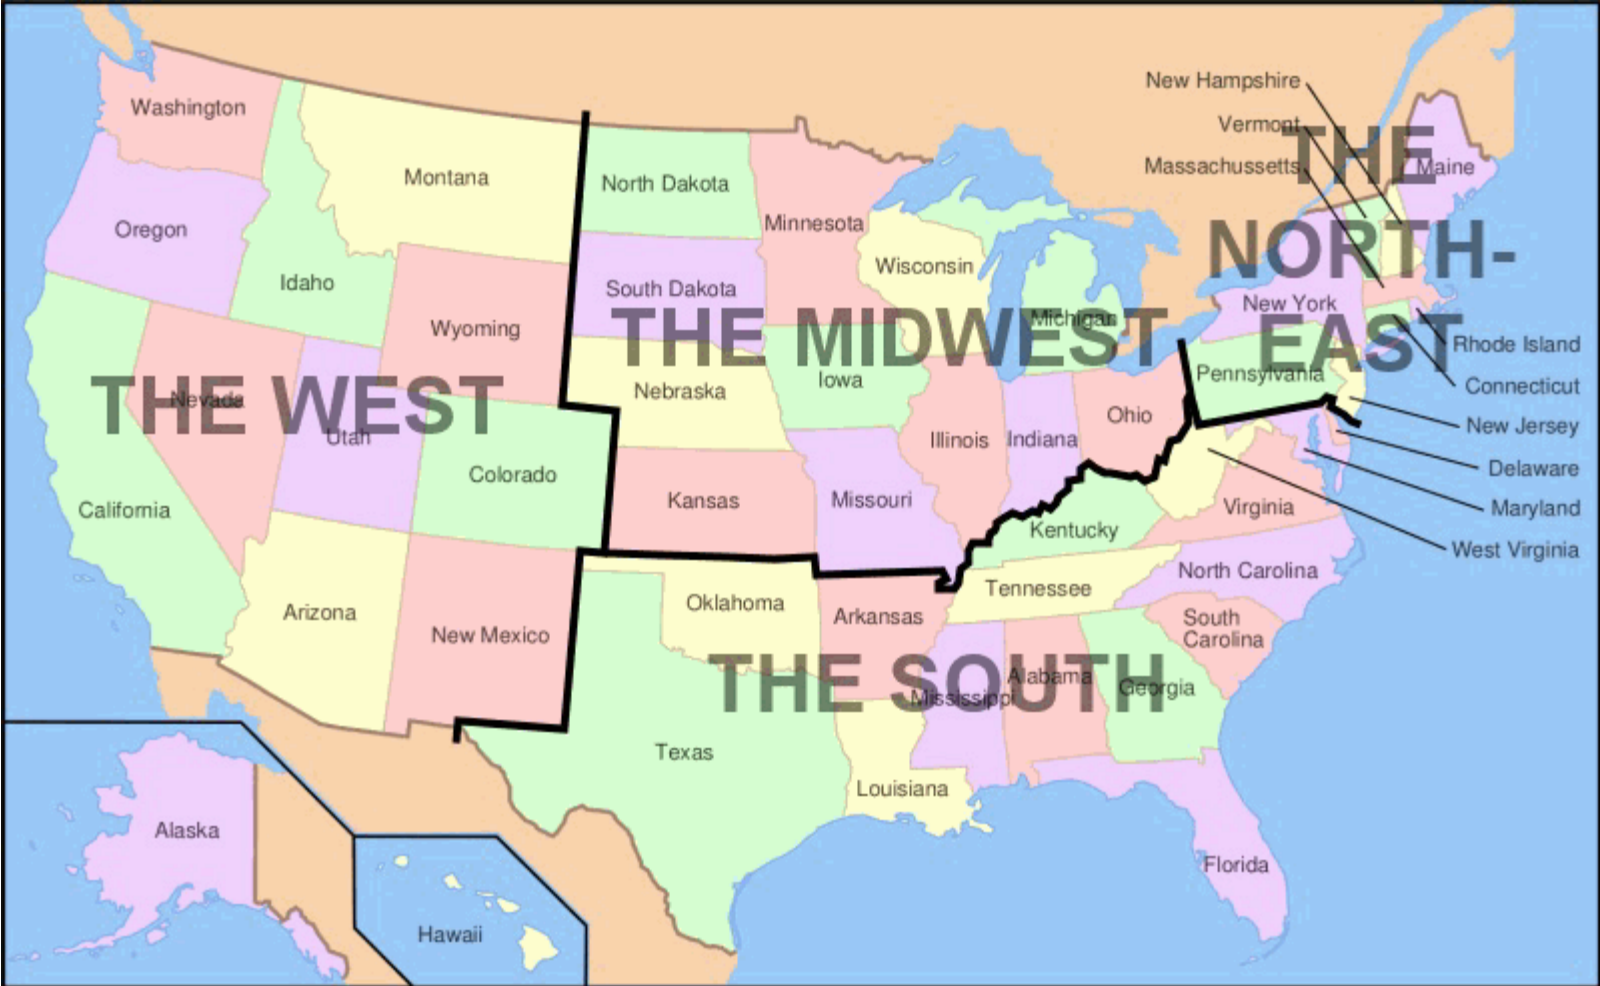 New Hampshire
Washington
Vermont
THE
Massachussetts
Maine
Montana
North Dakota
Minnesota
Oregon
NORTH-
Wisconsin
Idaho
South Dakota
New York
Michigan
Wyoming
THE MIDWEST
EAST
Rhode Island
Pennsylvania
Iowa
Connecticut
Nebraska
THE WEST
Nevada
Ohio
New Jersey
Utah
Illinois
Indiana
Delaware
Colorado
Kansas
Missouri
Virginia
Maryland
California
Kentucky
West Virginia
North Carolina
Tennessee
Oklahoma
Arizona
Arkansas
South
Carolina
New Mexico
THE SOUTH
Alabama
Georgia
Mississippi
Texas
Louisiana
Alaska
Florida
Hawaii